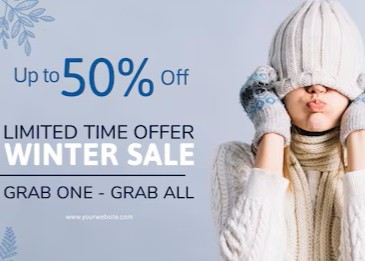 Up to 50% Off
LIMITED TIME OFFER
WINTER SALE
GRAB ONE - GRAB ALL
www.yourwebsite.com